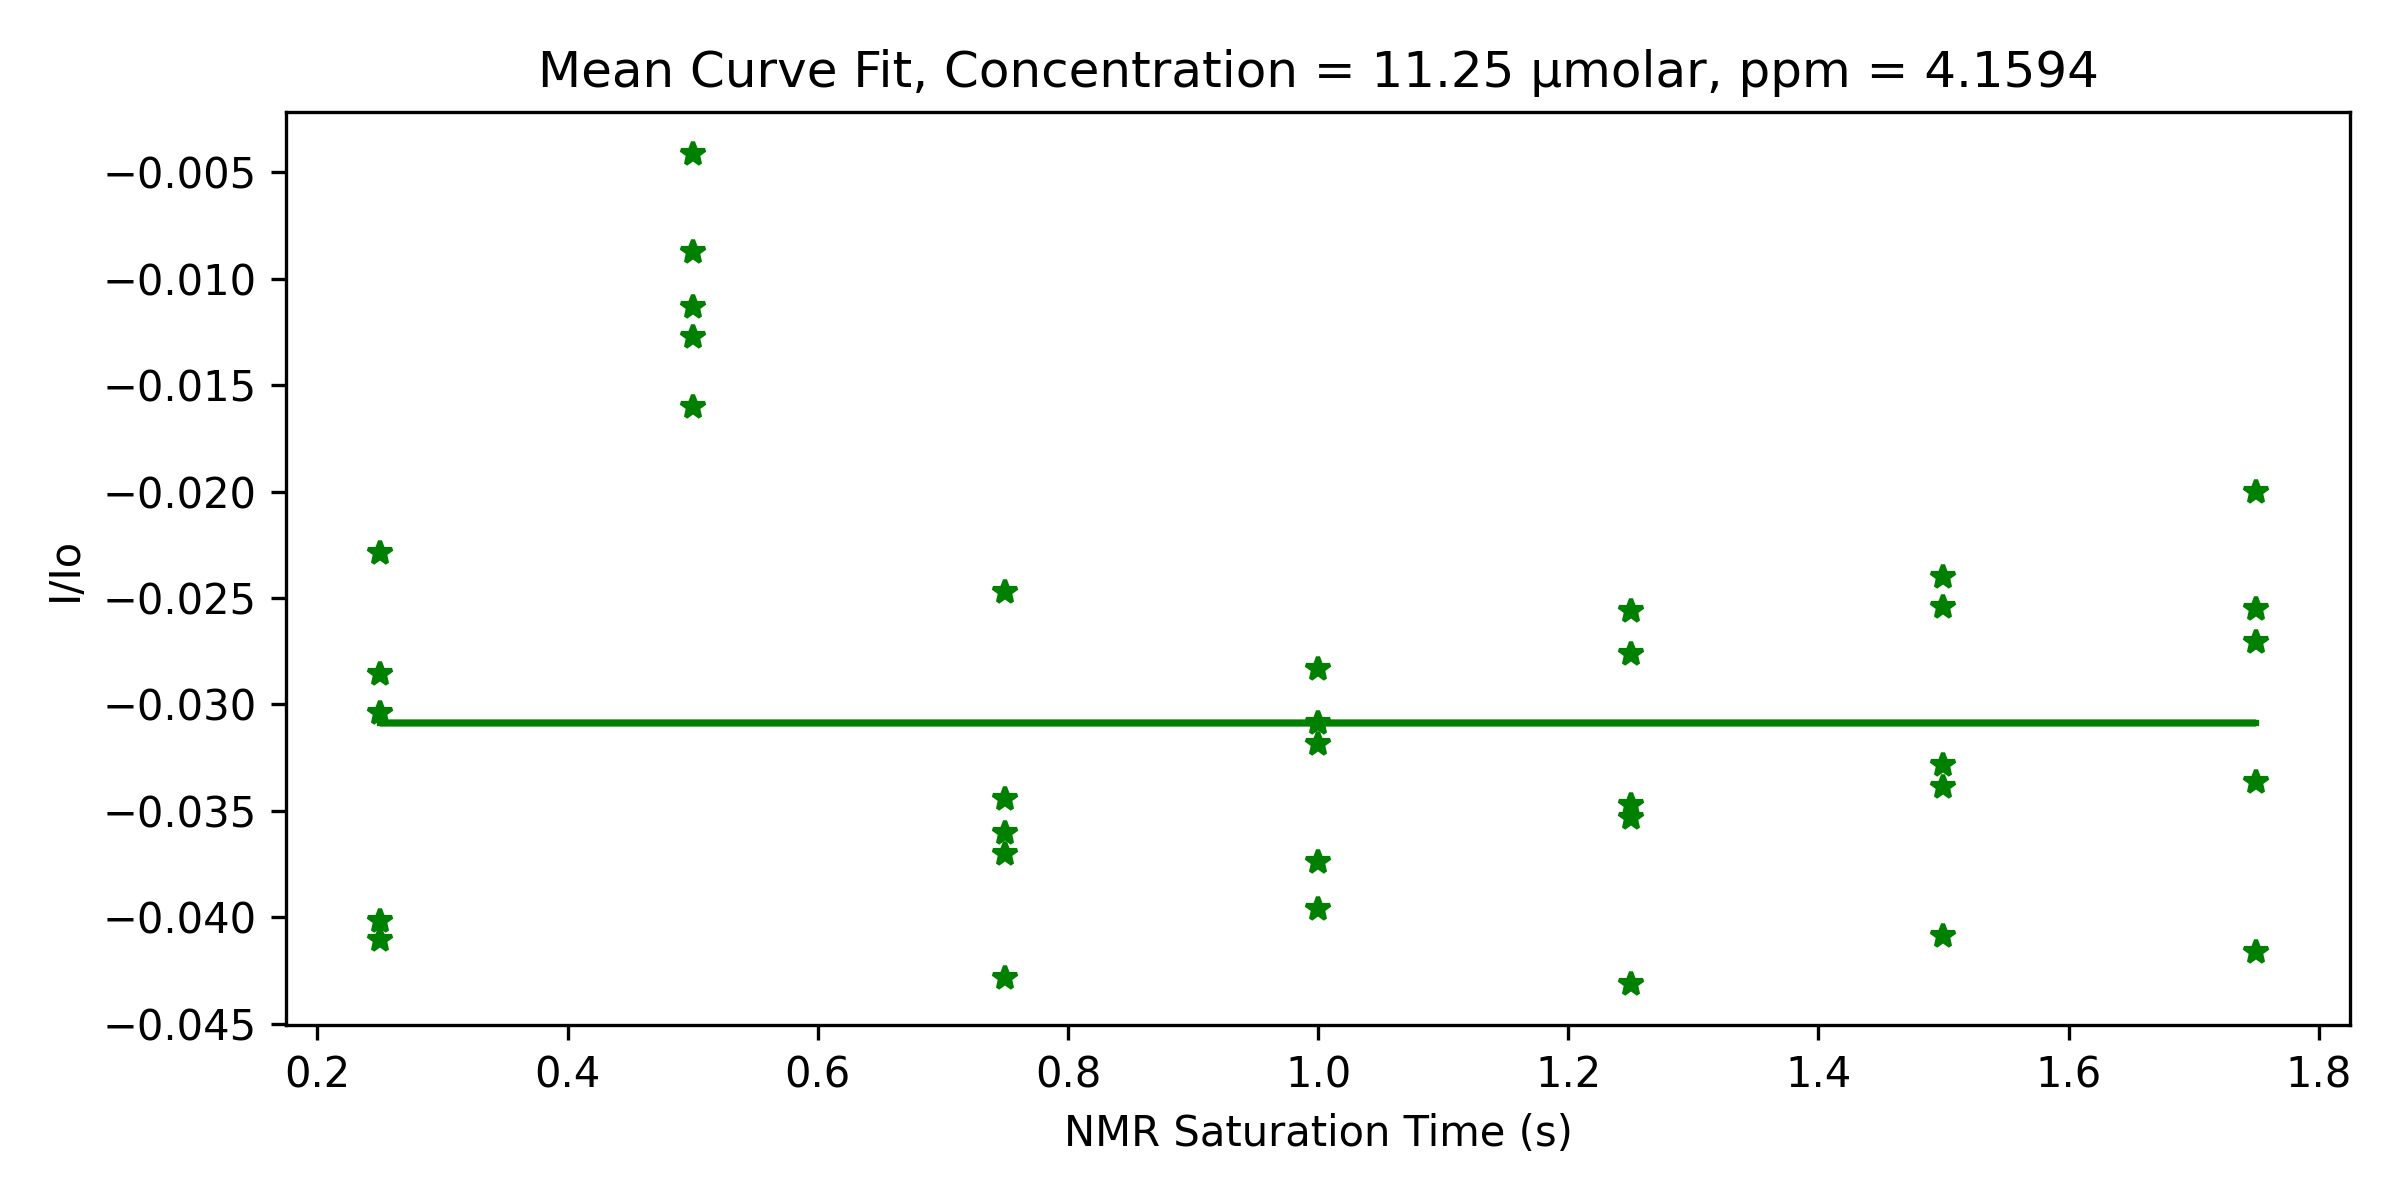 Mean Curve Fit, Concentration = 11.25 µmolar, ppm = 4.1594
−0.005
−0.010
−0.015
−0.020
−0.025
−0.030
−0.035
−0.040
−0.045
I/Io
0.2 0.4 0.6 0.8 1.0 1.2 1.4 1.6 1.8
NMR Saturation Time (s)